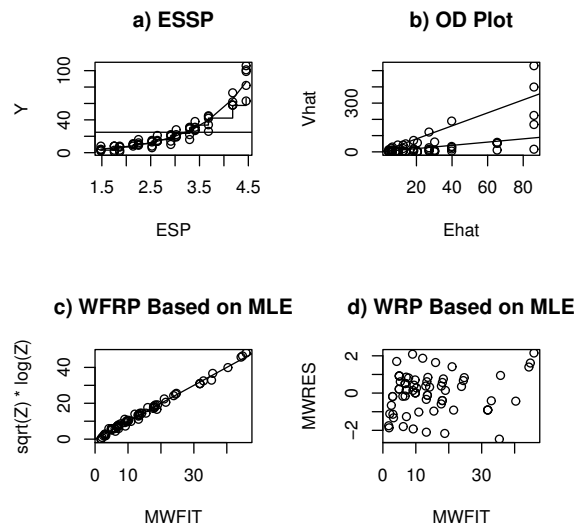 a) ESSP
Y
0 40 100
1.5 2.5 3.5 4.5
ESP
b) OD Plot
Vhat
0 300
20 40 60 80
Ehat
c) WFRP Based on MLE
sqrt(Z) * log(Z)
0 20 40
0 10 30
MWFIT
d) WRP Based on MLE
MWRES
−2 0 2
0 10 30
MWFIT